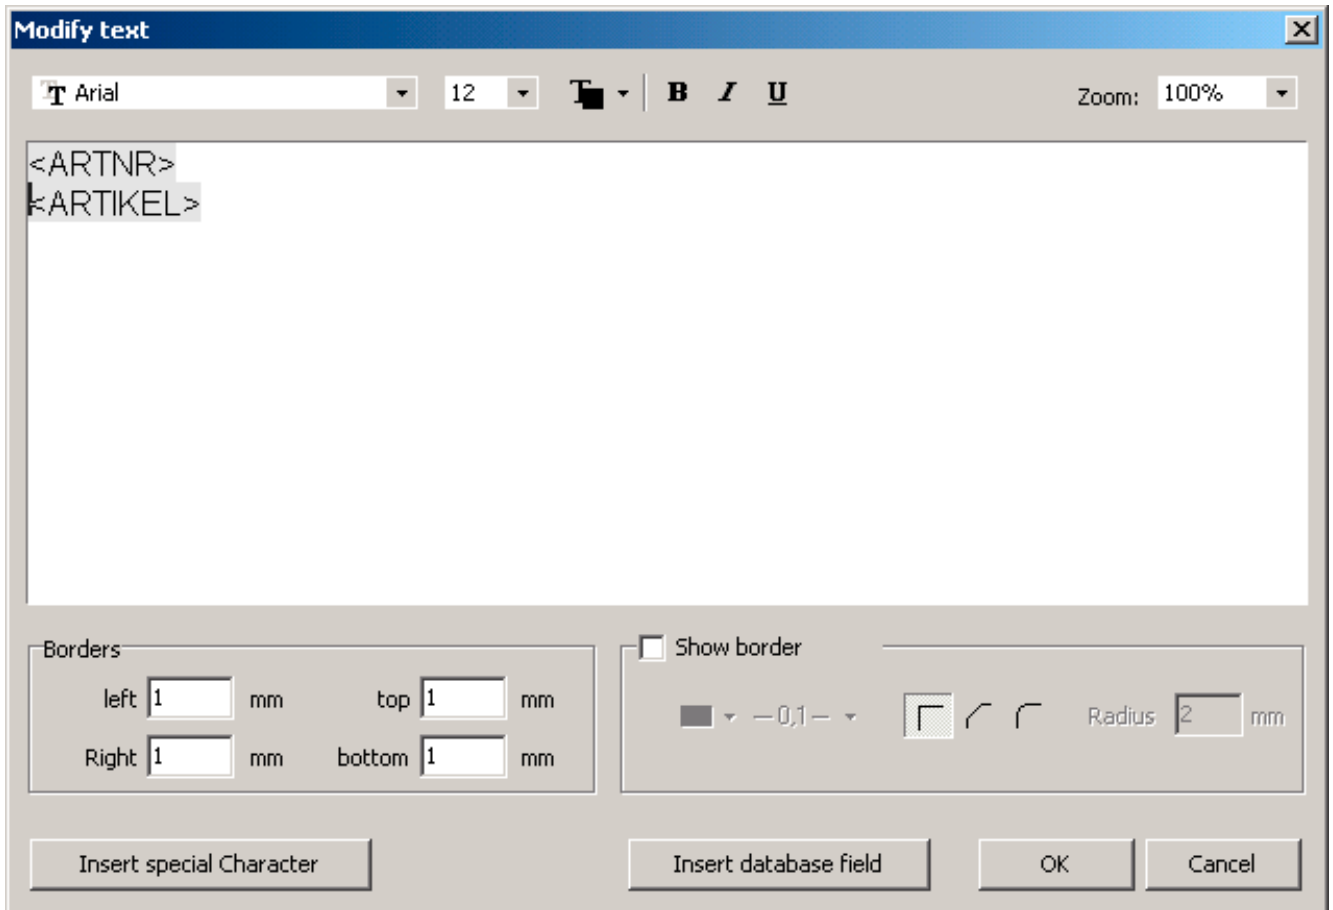 Modify text
Arial 12 B I U Zoom: 100%
<ARTNR>
<ARTIKEL>
Borders
left 1 mm top 1 mm
Right 1 mm bottom 1 mm
Show border
0,1 Radius 2 mm
Insert special Character Insert database field OK Cancel